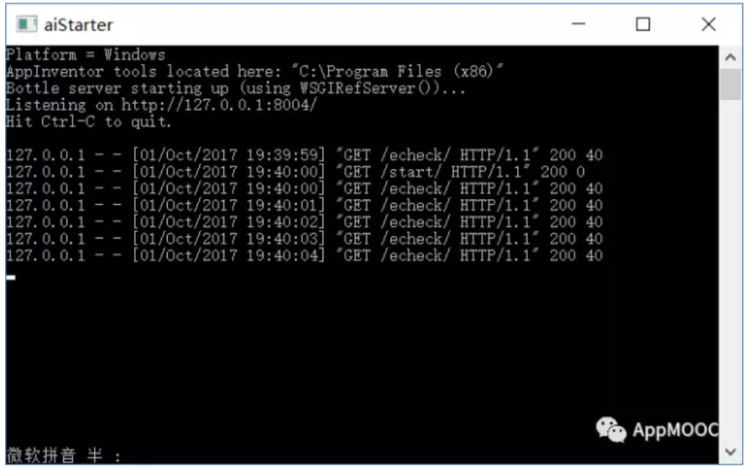 aiStarter
Platform = Windows
AppInventor tools located here: "C:\Program Files (x86)"
Bottle server starting up (using WSGIRefServer())...
Listening on http://127.0.0.1:8004/
Hit Ctrl-C to quit.
127.0.0.1 - - [01/Oct/2017 19:39:59] "GET /echeck/ HTTP/1.1" 200 40
127.0.0.1 - - [01/Oct/2017 19:40:00] "GET /start/ HTTP/1.1" 200 0
127.0.0.1 - - [01/Oct/2017 19:40:00] "GET /echeck/ HTTP/1.1" 200 40
127.0.0.1 - - [01/Oct/2017 19:40:01] "GET /echeck/ HTTP/1.1" 200 40
127.0.0.1 - - [01/Oct/2017 19:40:02] "GET /echeck/ HTTP/1.1" 200 40
127.0.0.1 - - [01/Oct/2017 19:40:03] "GET /echeck/ HTTP/1.1" 200 40
127.0.0.1 - - [01/Oct/2017 19:40:04] "GET /echeck/ HTTP/1.1" 200 40
AppMOOC
微软拼音 半 :